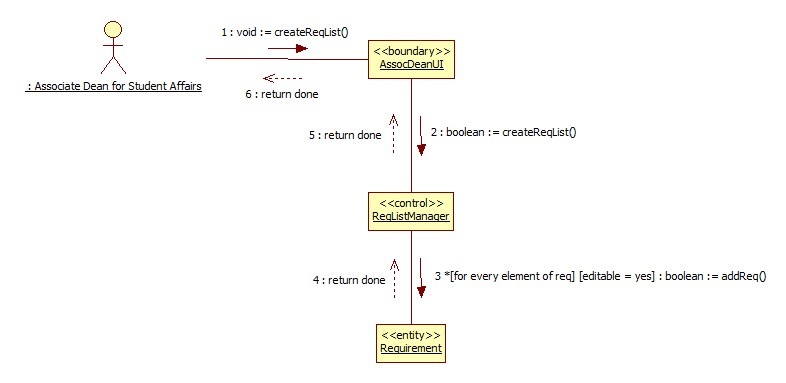 1 : void := createReqList()
<<boundary>>
AssocDeanUI
: Associate Dean for Student Affairs
6 : return done
5 : return done
2 : boolean := createReqList()
<<control>>
ReqListManager
4 : return done
3 *[for every element of req] [editable = yes] : boolean := addReq()
<<entity>>
Requirement